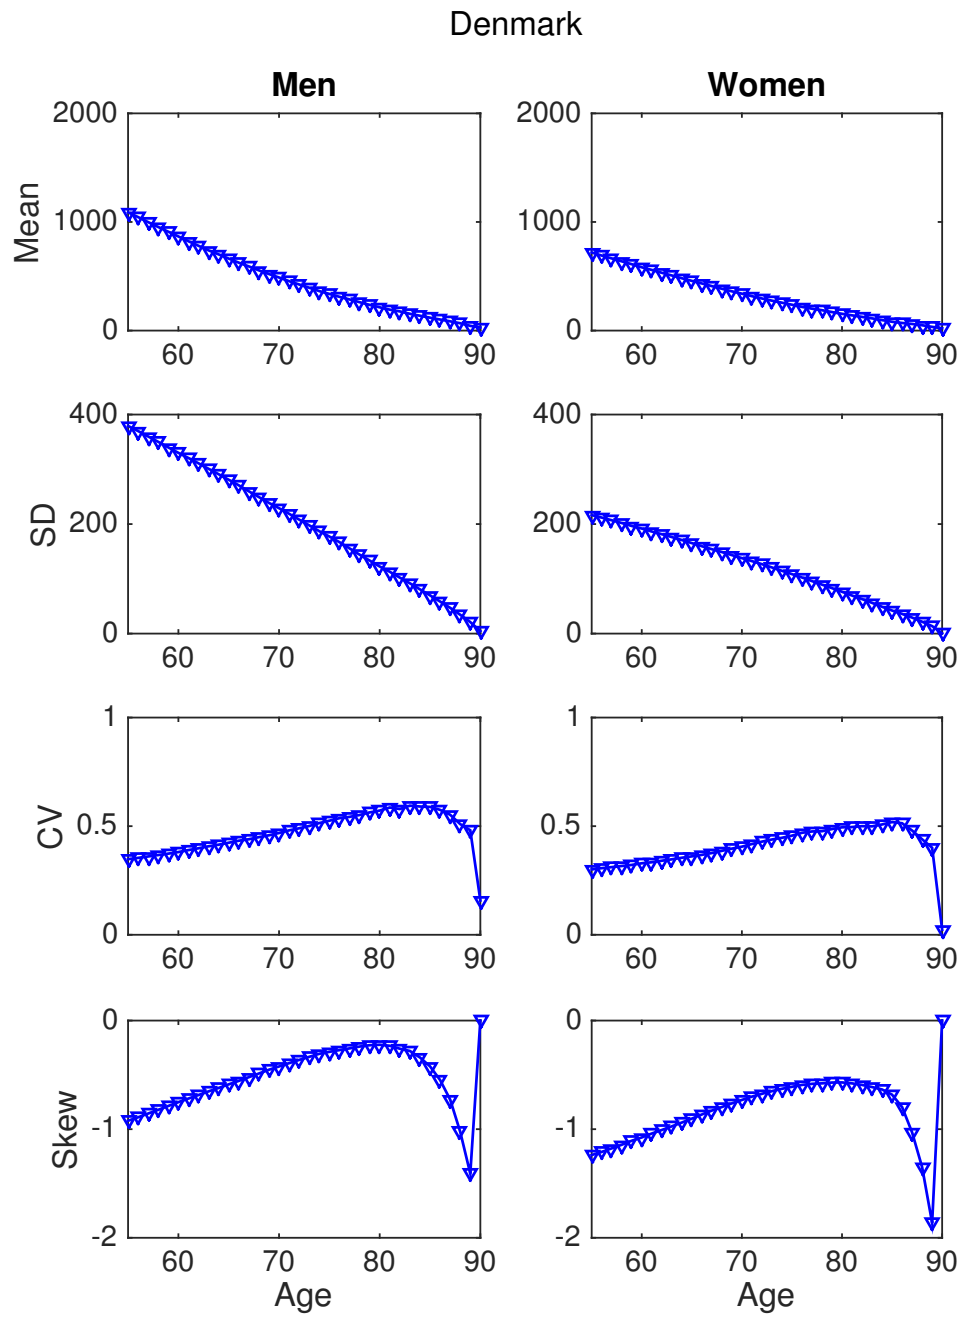 Denmark
Men Women
2000 2000
Mean 1000 1000
0 0
60 70 80 90 60 70 80 90
400 400
SD 200 200
0 0
60 70 80 90 60 70 80 90
1 1
CV 0.5 0.5
0 0
60 70 80 90 60 70 80 90
0 0
Skew -1 -1
-2 -2
60 70 80 90 60 70 80 90
Age Age